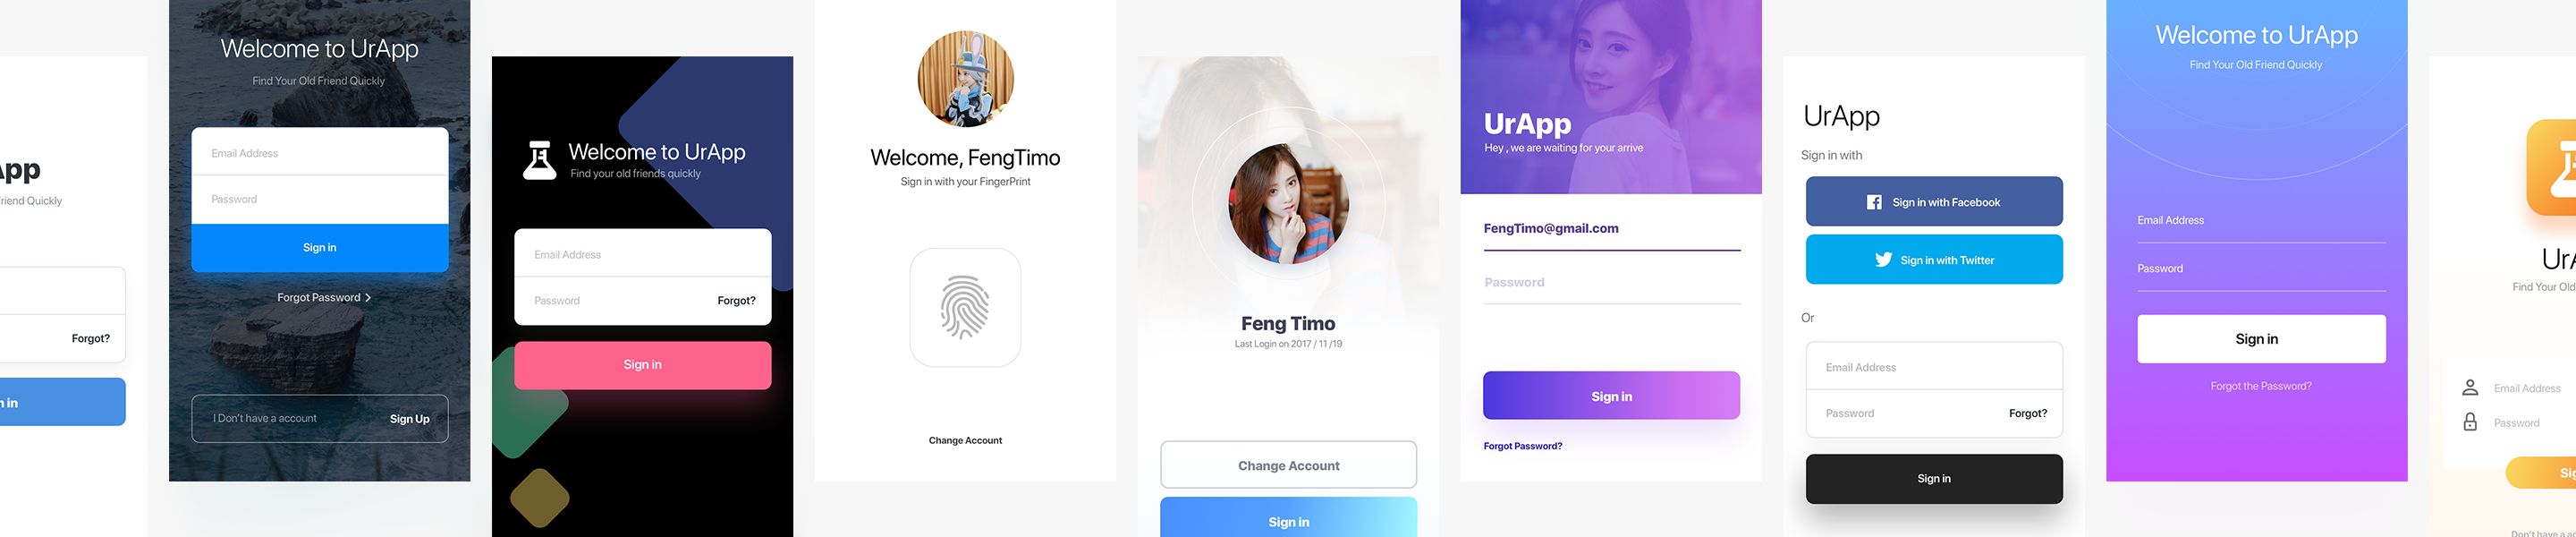 App
riend Quickly
Forgot?
n in
Welcome to UrApp
Find Your Old Friend Quickly
Email Address
Password
Sign in
Forgot Password
I Don't have a account
Sign Up
Welcome to UrApp
Find your old friends quickly
Email Address
Password
Forgot?
Sign in
Welcome, FengTimo
Sign in with your FingerPrint
Change Account
Feng Timo
Last Login on 2017 / 11 /19
Change Account
Sign in
UrApp
Hey , we are waiting for your arrive
FengTimo@gmail.com
Password
Sign in
Forgot Password?
UrApp
Sign in with
Sign in with Facebook
Sign in with Twitter
Or
Email Address
Password
Forgot?
Sign in
Welcome to UrApp
Find Your Old Friend Quickly
Email Address
Password
Sign in
Forgot the Password?
UrA
Find Your Old
Email Address
Password
Sig
Don't have a ac